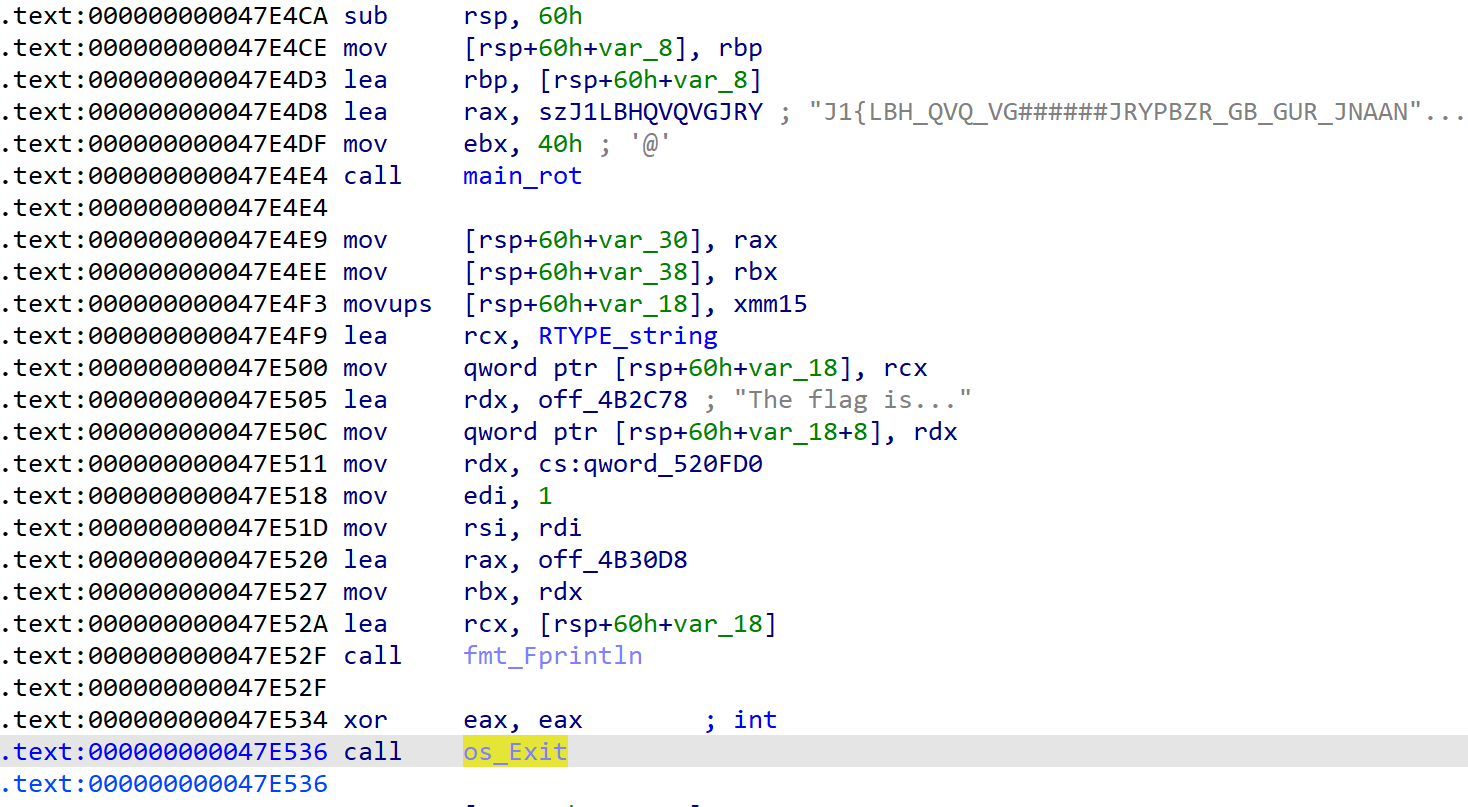 .text:000000000047E4CA sub rsp, 60h
.text:000000000047E4CE mov [rsp+60h+var_8], rbp
.text:000000000047E4D3 lea rbp, [rsp+60h+var_8]
.text:000000000047E4D8 lea rax, szJ1LBHQVQVGJRY ; "J1{LBH_QVQ_VG######JRYPBZR_GB_GUR_JNAAN"...
.text:000000000047E4DF mov ebx, 40h ; '@'
.text:000000000047E4E4 call main_rot
.text:000000000047E4E4
.text:000000000047E4E9 mov [rsp+60h+var_30], rax
.text:000000000047E4EE mov [rsp+60h+var_38], rbx
.text:000000000047E4F3 movups [rsp+60h+var_18], xmm15
.text:000000000047E4F9 lea rcx, RTYPE_string
.text:000000000047E500 mov qword ptr [rsp+60h+var_18], rcx
.text:000000000047E505 lea rdx, off_4B2C78 ; "The flag is..."
.text:000000000047E50C mov qword ptr [rsp+60h+var_18+8], rdx
.text:000000000047E511 mov rdx, cs:qword_520FD0
.text:000000000047E518 mov edi, 1
.text:000000000047E51D mov rsi, rdi
.text:000000000047E520 lea rax, off_4B30D8
.text:000000000047E527 mov rbx, rdx
.text:000000000047E52A lea rcx, [rsp+60h+var_18]
.text:000000000047E52F call fmt_Fprintln
.text:000000000047E52F
.text:000000000047E534 xor eax, eax ; int
.text:000000000047E536 call os_Exit
.text:000000000047E536